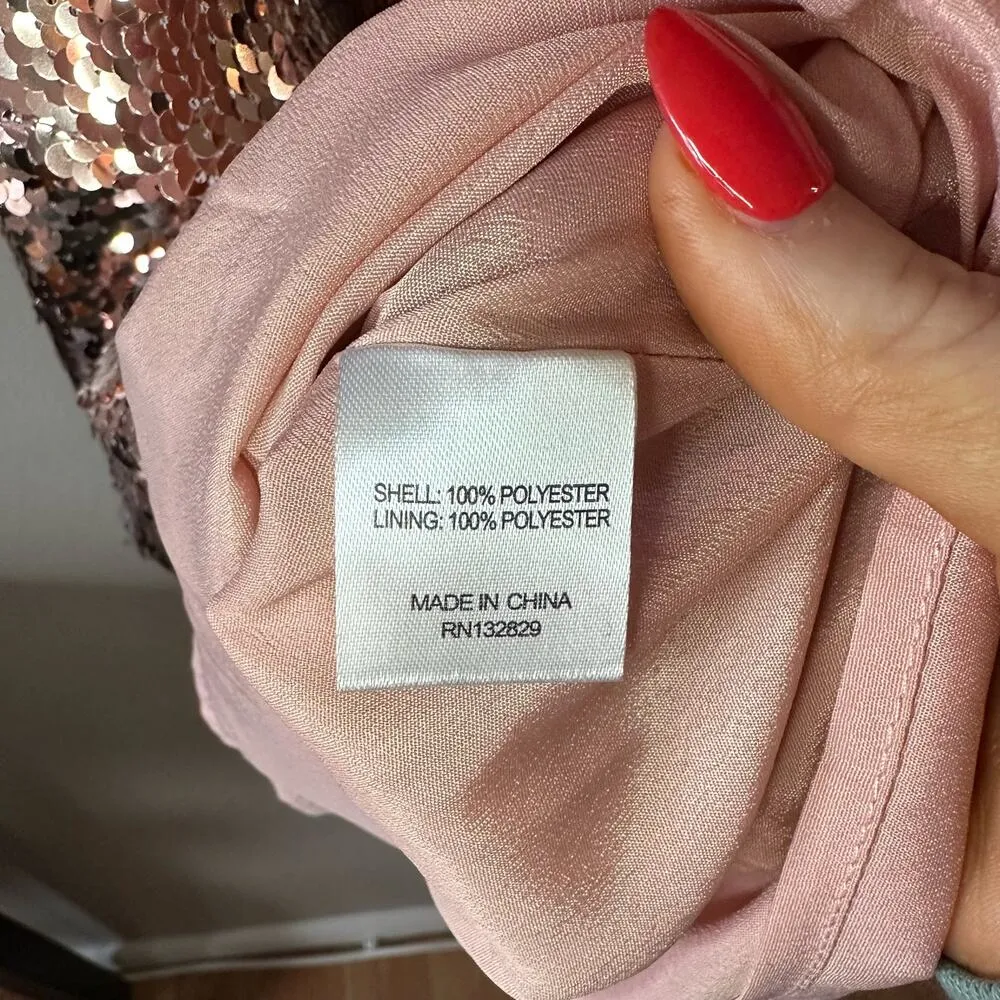 SHELL: 100% POLYESTER
LINING: 100% POLYESTER
MADE IN CHINA
RN132829